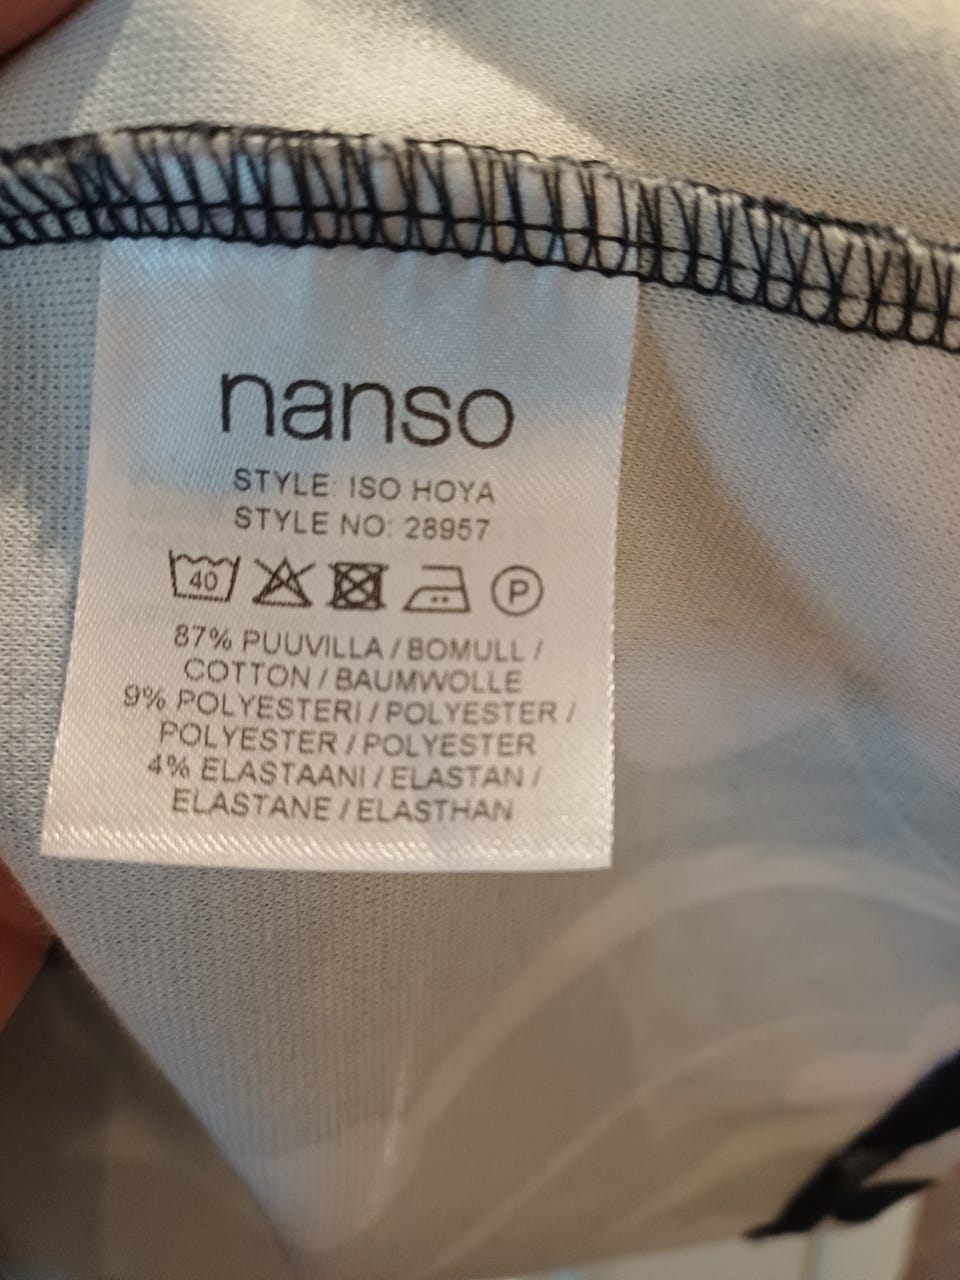 nanso
STYLE: ISO HOYA
STYLE NO: 28957
40 P
87% PUUVILLA / BOMULL /
COTTON / BAUMWOLLE
9% POLYESTERI / POLYESTER /
POLYESTER / POLYESTER
4% ELASTAANI / ELASTAN /
ELASTANE / ELASTHAN